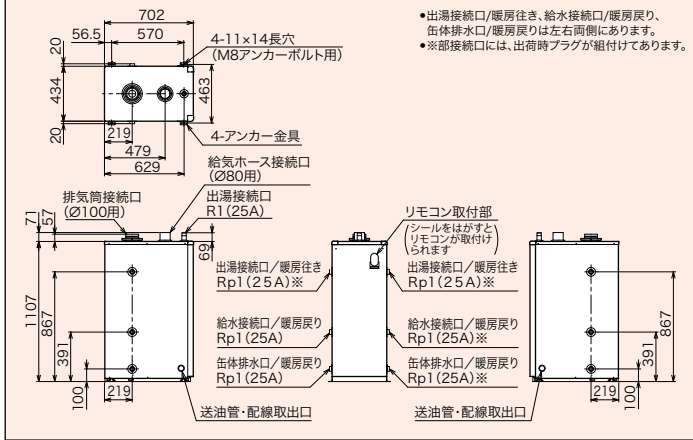 702
56.5
570
20
434
20
463
4-11×14長穴
(M8アンカーボルト用)
219
479
629
4-アンカー金具
●出湯接続口/暖房往き、給水接続口/暖房戻り、
缶体排水口/暖房戻りは左右両側にあります。
●※部接続口には、出荷時プラグが組付けてあります。
給気ホース接続口
(Ø80用)
排気筒接続口
(Ø100用)
出湯接続口
R1(25A)
71
57
69
1107
867
391
100
219
送油管・配線取出口
リモコン取付部
(シールをはがすと
リモコンが取付け
られます)
出湯接続口/暖房往き
Rp1(25A)※
給水接続口/暖房戻り
Rp1(25A)
缶体排水口/暖房戻り
Rp1(25A)
出湯接続口/暖房往き
Rp1(25A)※
給水接続口/暖房戻り
Rp1(25A)※
缶体排水口/暖房戻り
Rp1(25A)※
867
391
100
219
送油管・配線取出口